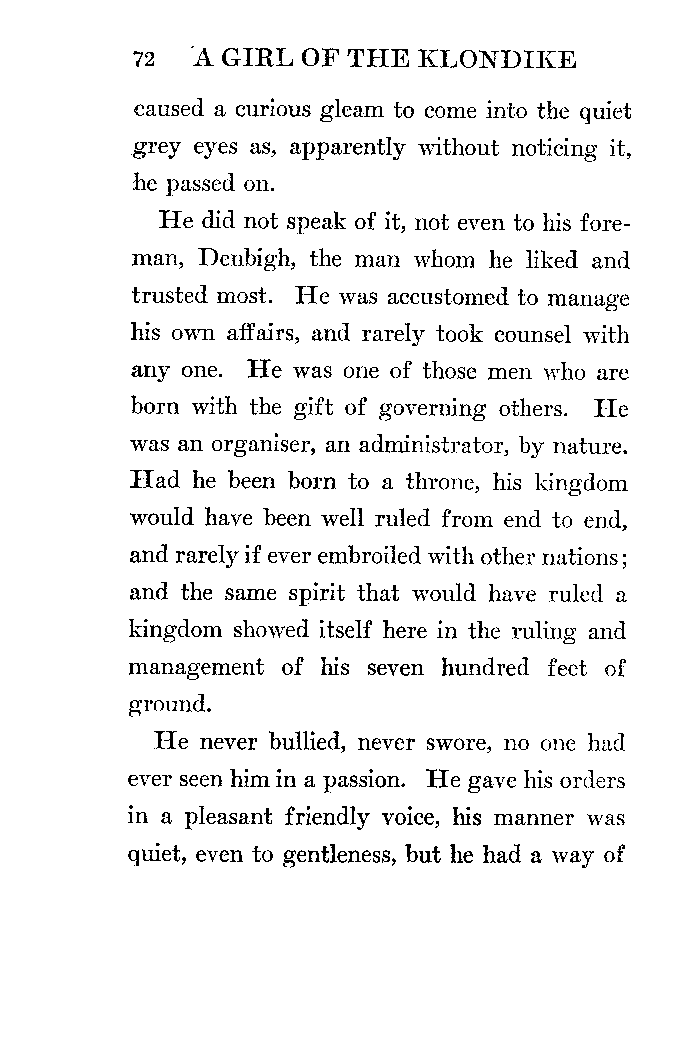 72 A GIRL OF THE KLONDIKE
caused a curious gleam to come into the quiet
grey eyes as, apparently without noticing it,
he passed on.
He did not speak of it, not even to his fore-
man, Denbigh, the man whom he liked and
trusted most. He was accustomed to manage
his own affairs, and rarely took counsel with
any one. He was one of those men who are
born with the gift of governing others. He
was an organiser, an administrator, by nature.
Had he been born to a throne, his kingdom
would have been well ruled from end to end,
and rarely if ever embroiled with other nations;
and the same spirit that would have ruled a
kingdom showed itself here in the ruling and
management of his seven hundred feet of
ground.
He never bullied, never swore, no one had
ever seen him in a passion. He gave his orders
in a pleasant friendly voice, his manner was
quiet, even to gentleness, but he had a way of